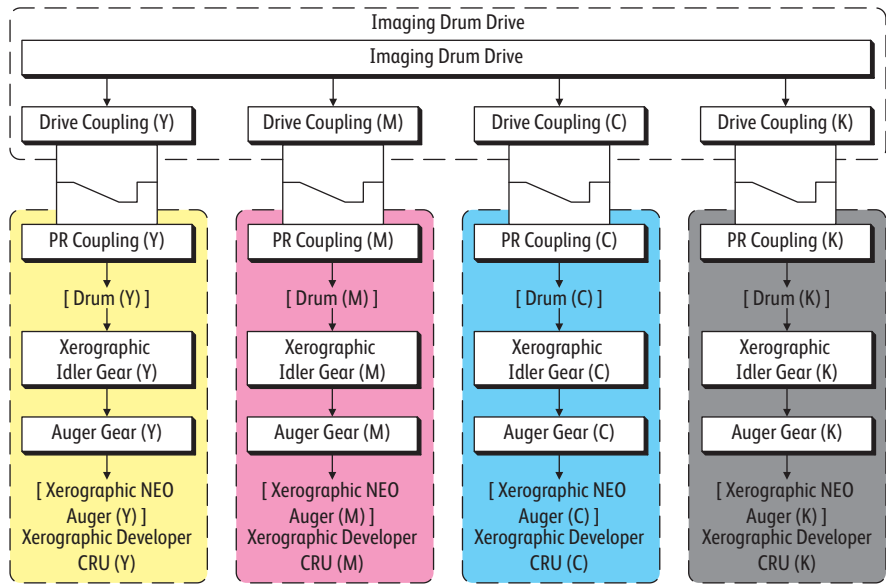 Imaging Drum Drive
Imaging Drum Drive
Drive Coupling (Y)
Drive Coupling (M)
Drive Coupling (C)
Drive Coupling (K)
PR Coupling (Y)
[ Drum (Y) ]
Xerographic
Idler Gear (Y)
Auger Gear (Y)
[ Xerographic NEO
Auger (Y) ]
Xerographic Developer
CRU (Y)
PR Coupling (M)
[ Drum (M) ]
Xerographic
Idler Gear (M)
Auger Gear (M)
[ Xerographic NEO
Auger (M) ]
Xerographic Developer
CRU (M)
PR Coupling (C)
[ Drum (C) ]
Xerographic
Idler Gear (C)
Auger Gear (C)
[ Xerographic NEO
Auger (C) ]
Xerographic Developer
CRU (C)
PR Coupling (K)
[ Drum (K) ]
Xerographic
Idler Gear (K)
Auger Gear (K)
[ Xerographic NEO
Auger (K) ]
Xerographic Developer
CRU (K)